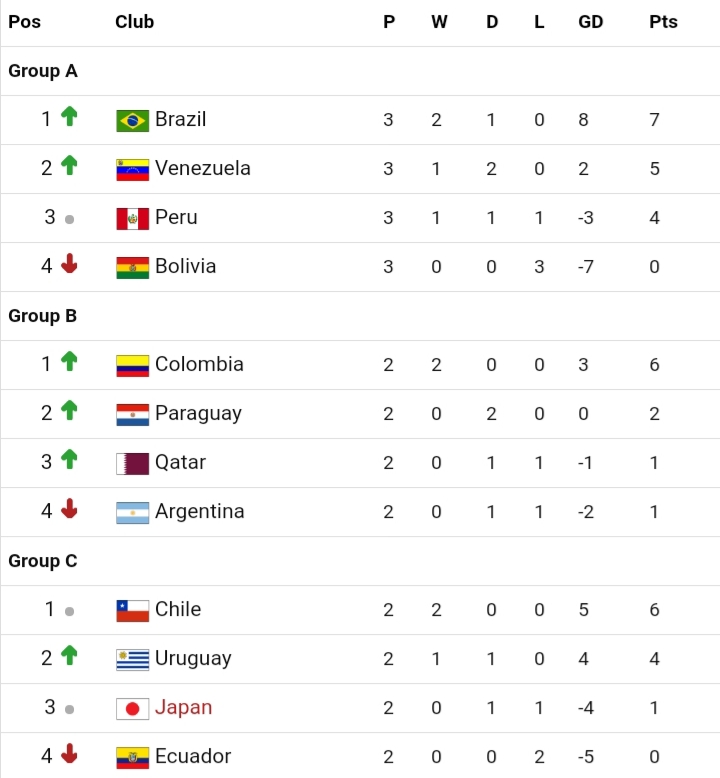 Pos Club P W D L GD Pts
Group A
1 Brazil 3 2 1 0 8 7
2 Venezuela 3 1 2 0 2 5
3 Peru 3 1 1 1 -3 4
4 Bolivia 3 0 0 3 -7 0
Group B
1 Colombia 2 2 0 0 3 6
2 Paraguay 2 0 2 0 0 2
3 Qatar 2 0 1 1 -1 1
4 Argentina 2 0 1 1 -2 1
Group C
1 Chile 2 2 0 0 5 6
2 Uruguay 2 1 1 0 4 4
3 Japan 2 0 1 1 -4 1
4 Ecuador 2 0 0 2 -5 0